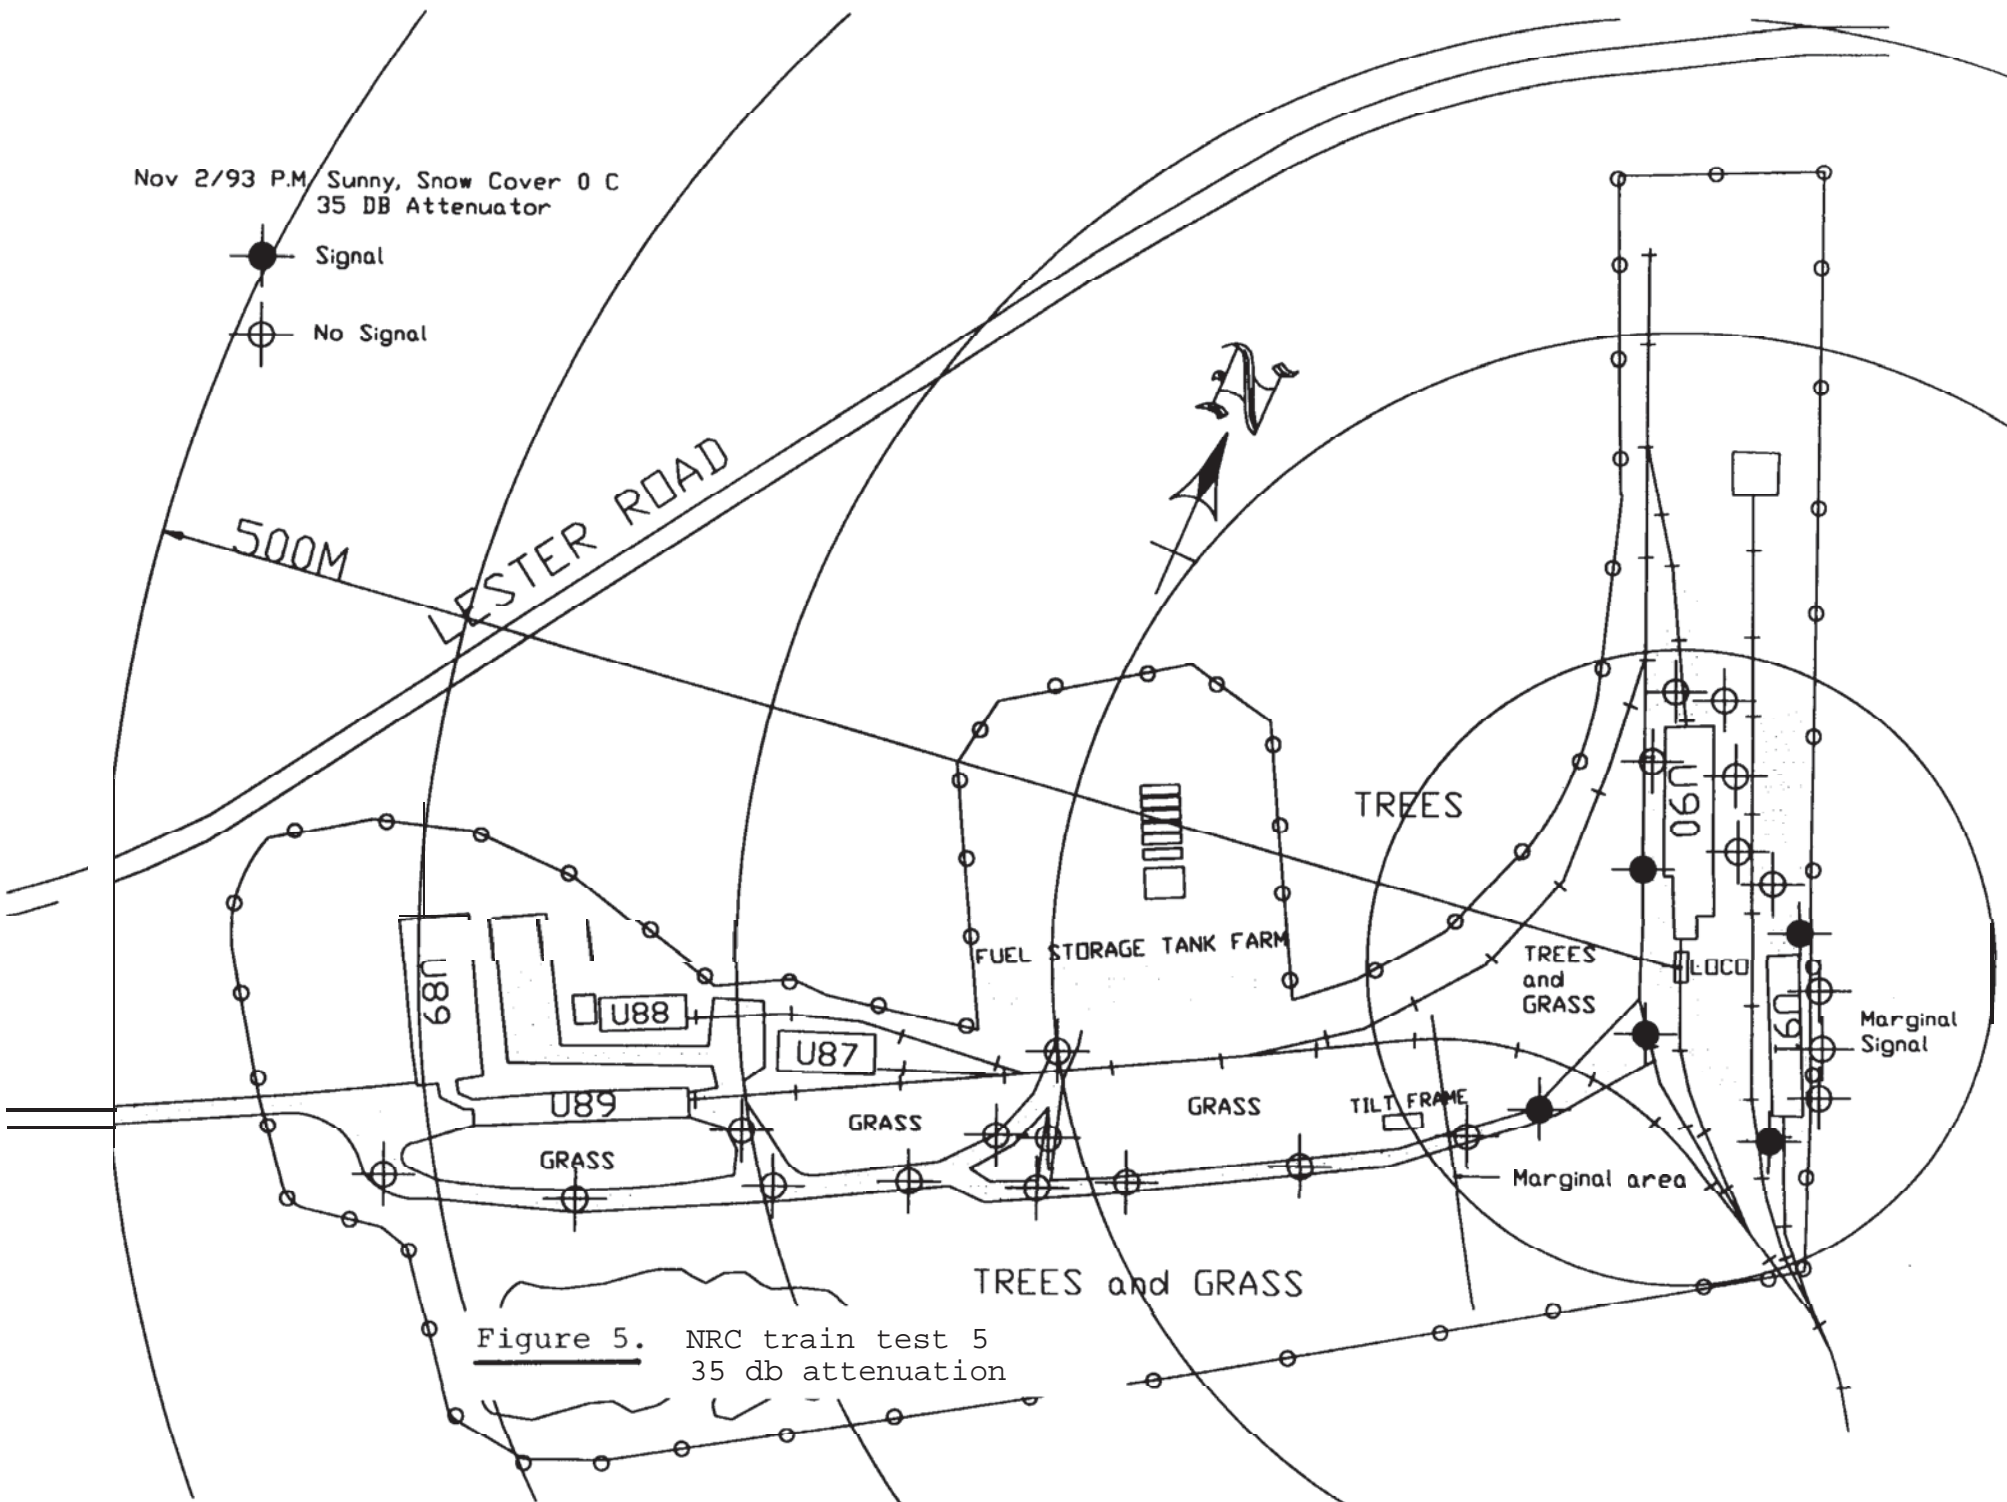 Nov 2/93 P.M. Sunny, Snow Cover 0 C
35 DB Attenuator
Signal
No Signal
N
500M
LESTER ROAD
TREES
U90
FUEL STORAGE TANK FARM
TREES
and
GRASS
LOCO
U91
Marginal
Signal
U89
U88
U87
U89
GRASS
GRASS
GRASS
TILT FRAME
Marginal area
TREES and GRASS
Figure 5. NRC train test 5
35 db attenuation